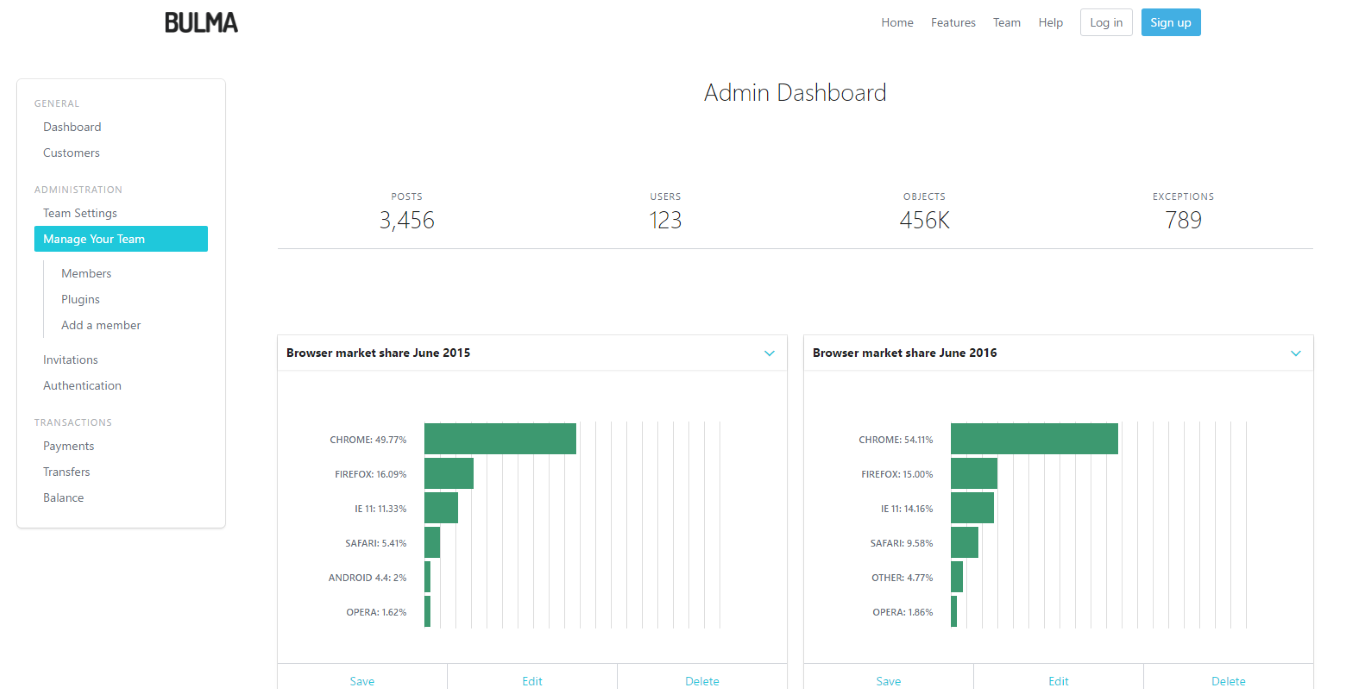 BULMA
Home Features Team Help Log in Sign up
GENERAL
Dashboard
Customers
ADMINISTRATION
Team Settings
Manage Your Team
Members
Plugins
Add a member
Invitations
Authentication
TRANSACTIONS
Payments
Transfers
Balance
Admin Dashboard
POSTS
3,456
USERS
123
OBJECTS
456K
EXCEPTIONS
789
Browser market share June 2015
CHROME: 49.77%
FIREFOX: 16.09%
IE 11: 11.33%
SAFARI: 5.41%
ANDROID 4.4: 2%
OPERA: 1.62%
Save Edit Delete
Browser market share June 2016
CHROME: 54.11%
FIREFOX: 15.00%
IE 11: 14.16%
SAFARI: 9.58%
OTHER: 4.77%
OPERA: 1.86%
Save Edit Delete